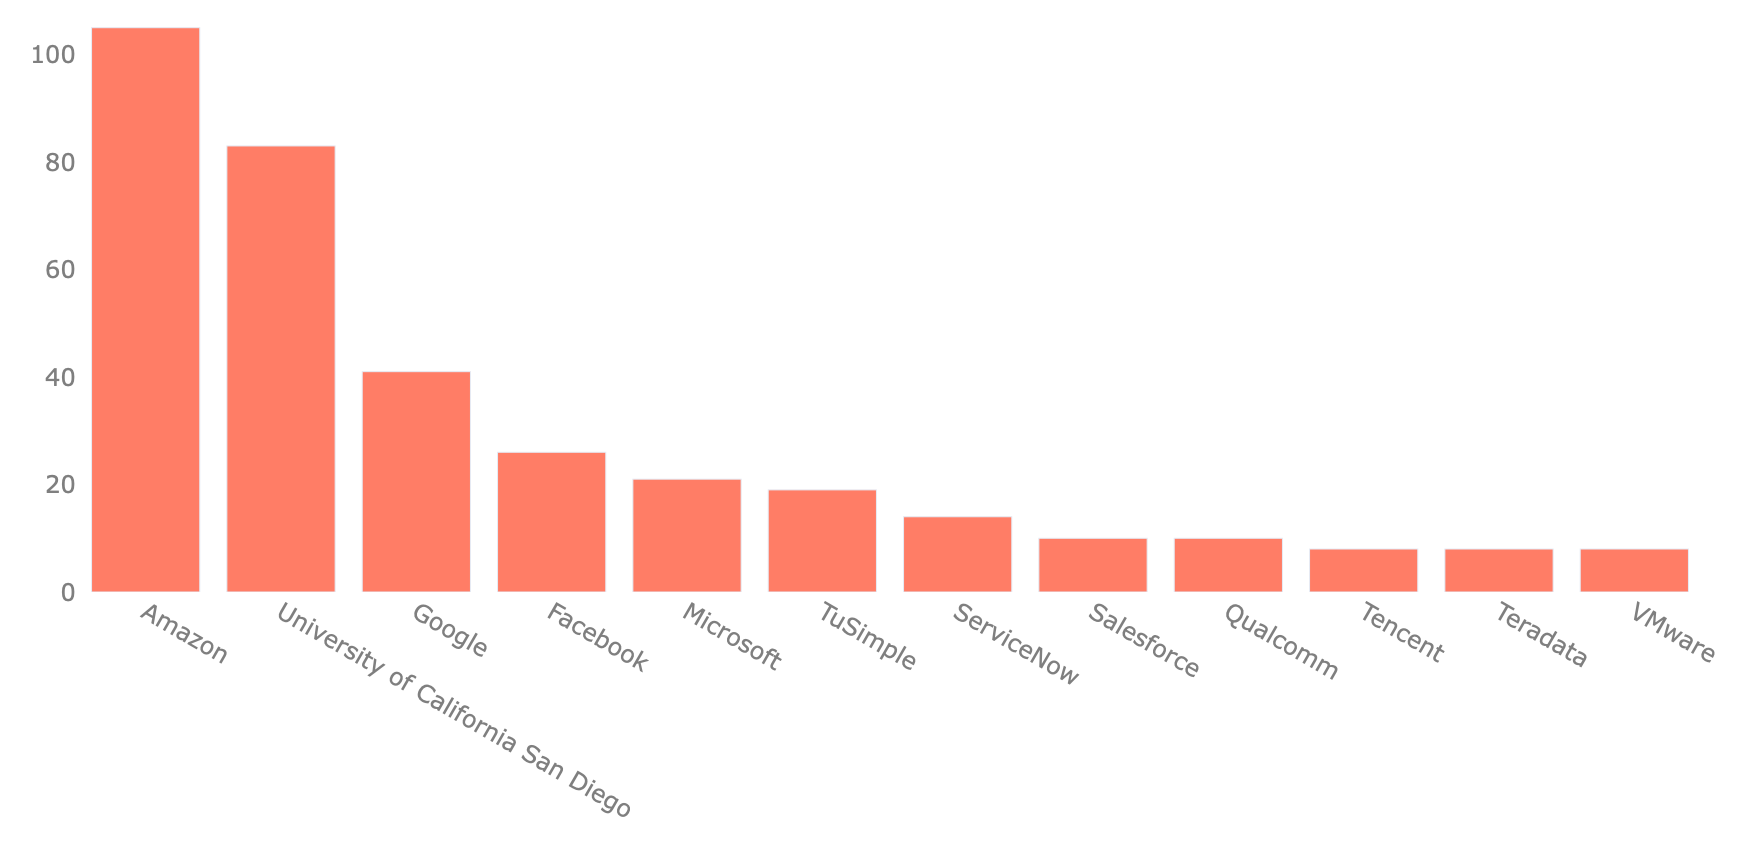 100
80
60
40
20
0
Amazon
University of California San Diego
Google
Facebook
Microsoft
TuSimple
ServiceNow
Salesforce
Qualcomm
Tencent
Teradata
VMware